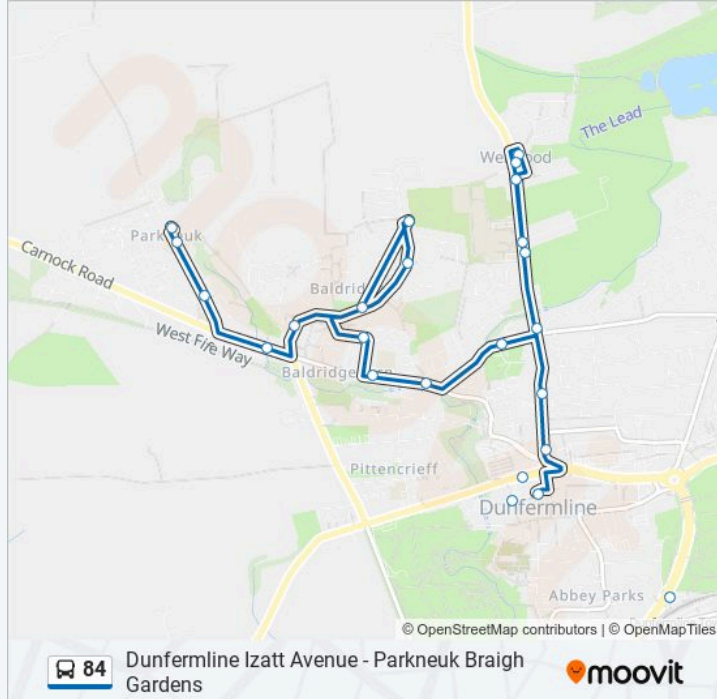 The Lead
Carnock Road
West Fife Way
Pittencrieff
Dunfermline
Abbey Parks
© OpenStreetMap contributors | © OpenMapTiles
84
Dunfermline Izatt Avenue - Parkneuk Braigh
Gardens
moovit